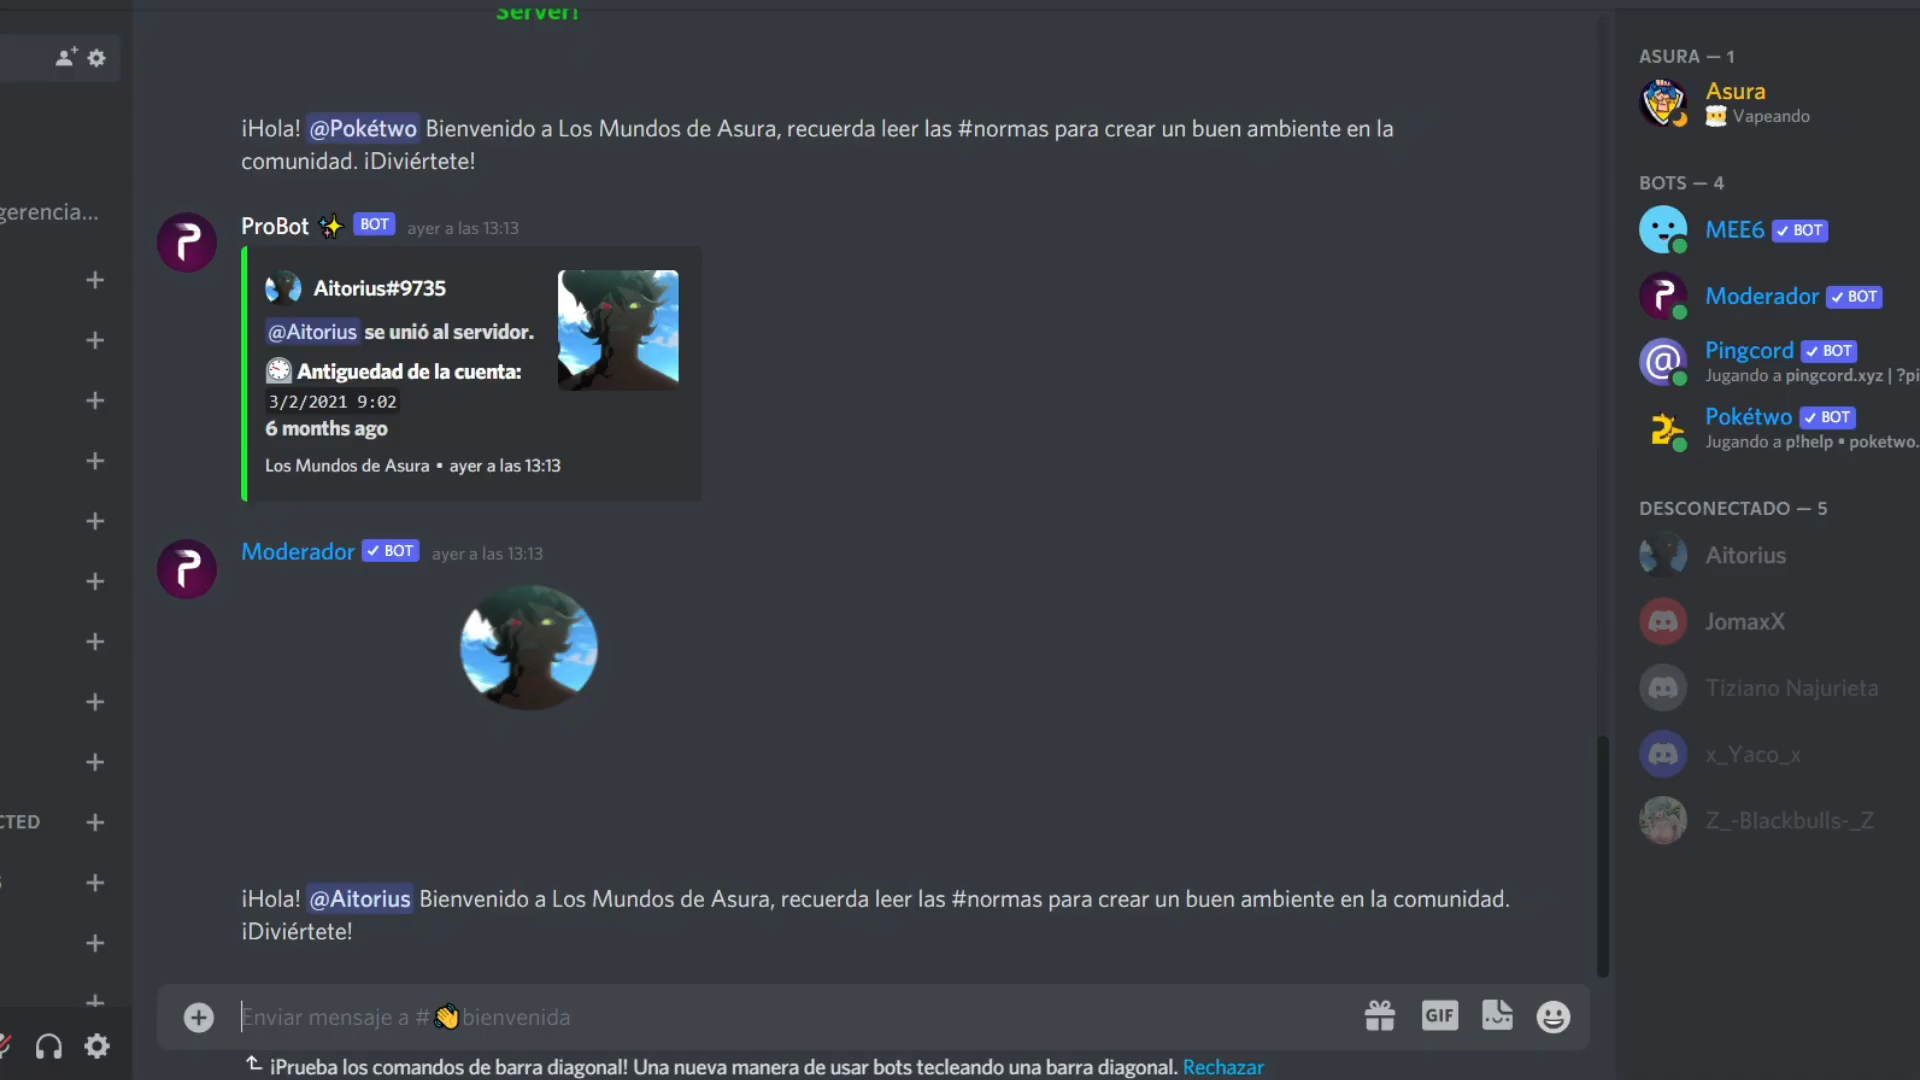 Server!
¡Hola! @Pokétwo Bienvenido a Los Mundos de Asura, recuerda leer las #normas para crear un buen ambiente en la
comunidad. ¡Diviértete!
gerencia...
ProBot ✨ BOT ayer a las 13:13
Aitorius#9735
@Aitorius se unió al servidor.
Antiguedad de la cuenta:
3/2/2021 9:02
6 months ago
Los Mundos de Asura • ayer a las 13:13
Moderador ✓ BOT ayer a las 13:13
CTED
¡Hola! @Aitorius Bienvenido a Los Mundos de Asura, recuerda leer las #normas para crear un buen ambiente en la comunidad.
¡Diviértete!
Enviar mensaje a #👋bienvenida
GIF
¡Prueba los comandos de barra diagonal! Una nueva manera de usar bots tecleando una barra diagonal. Rechazar
ASURA — 1
Asura
Vapeando
BOTS — 4
MEE6 ✓ BOT
Moderador ✓ BOT
Pingcord ✓ BOT
Jugando a pingcord.xyz | ?pi
Pokétwo ✓ BOT
Jugando a p!help • poketwo.
DESCONECTADO — 5
Aitorius
JomaxX
Tiziano Najurieta
x_Yaco_x
Z_-Blackbulls-_Z